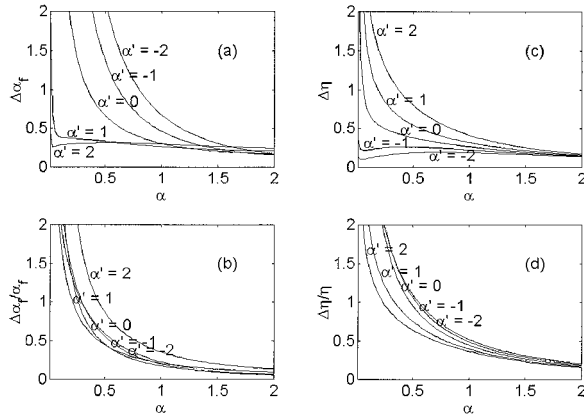 2
1.5
1
0.5
0
Δα_f
(a)
α' = -2
α' = -1
α' = 0
α' = 1
α' = 2
0.5
1
1.5
2
α
2
1.5
1
0.5
0
Δη
(c)
α' = 2
α' = 1
α' = 0
α' = -1
α' = -2
0.5
1
1.5
2
α
2
1.5
1
0.5
0
Δα_f/α_f
(b)
α' = 2
α' = 1
α' = 0
α' = -1
α' = -2
0.5
1
1.5
2
α
2
1.5
1
0.5
0
Δη/η
(d)
α' = 2
α' = 1
α' = 0
α' = -1
α' = -2
0.5
1
1.5
2
α